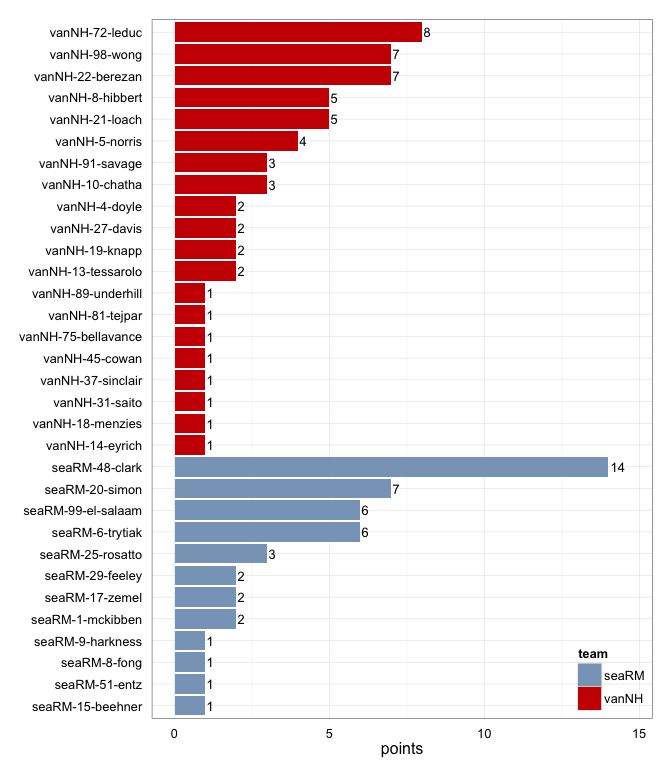 vanNH-72-leduc 8
vanNH-98-wong 7
vanNH-22-berezan 7
vanNH-8-hibbert 5
vanNH-21-loach 5
vanNH-5-norris 4
vanNH-91-savage 3
vanNH-10-chatha 3
vanNH-4-doyle 2
vanNH-27-davis 2
vanNH-19-knapp 2
vanNH-13-tessarolo 2
vanNH-89-underhill 1
vanNH-81-tejpar 1
vanNH-75-bellavance 1
vanNH-45-cowan 1
vanNH-37-sinclair 1
vanNH-31-saito 1
vanNH-18-menzies 1
vanNH-14-eyrich 1
seaRM-48-clark 14
seaRM-20-simon 7
seaRM-99-el-salaam 6
seaRM-6-trytiak 6
seaRM-25-rosatto 3
seaRM-29-feeley 2
seaRM-17-zemel 2
seaRM-1-mckibben 2
seaRM-9-harkness 1
seaRM-8-fong 1
seaRM-51-entz 1
seaRM-15-beehner 1
team
seaRM
vanNH
0 5 10 15
points